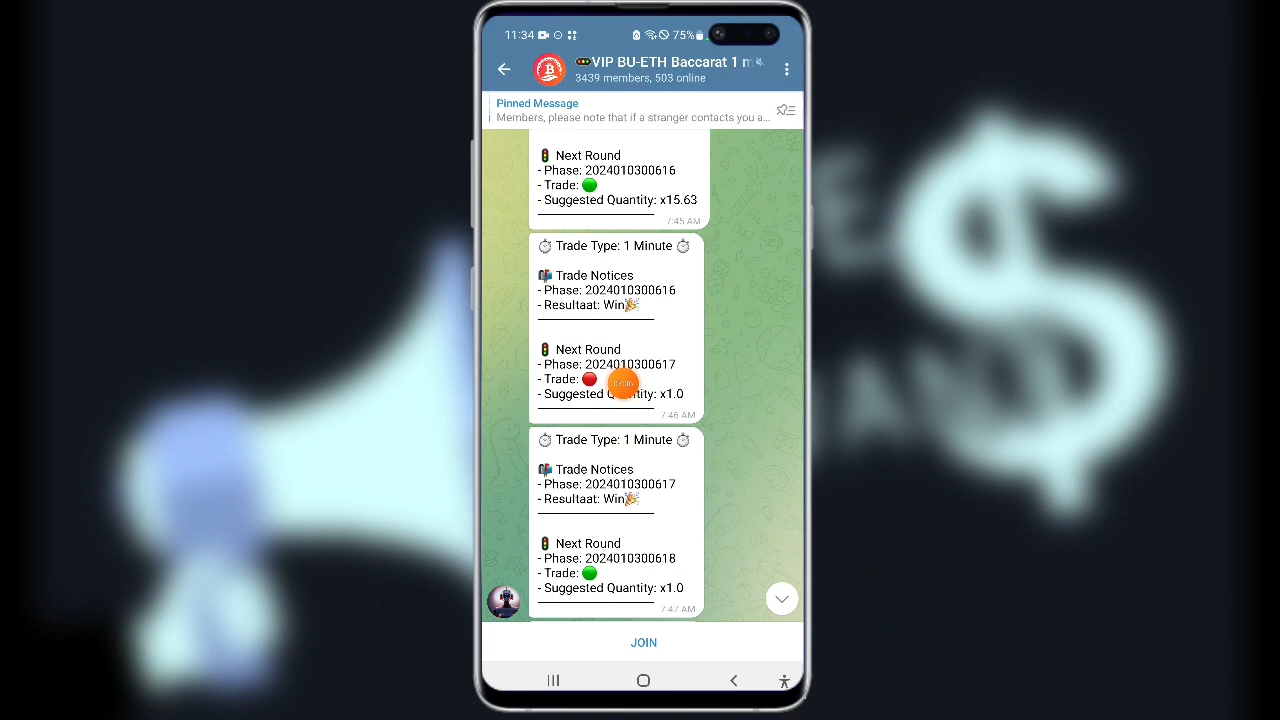 11:34
75%
VIP BU-ETH Baccarat 1 m
3439 members, 503 online
Pinned Message
Members, please note that if a stranger contacts you a...
Next Round
- Phase: 2024010300616
- Trade: 🟢
- Suggested Quantity: x15.63
7:45 AM
⏱ Trade Type: 1 Minute ⏱
📬 Trade Notices
- Phase: 2024010300616
- Resultaat: Win🎉
🚦 Next Round
- Phase: 2024010300617
- Trade: 🔴
- Suggested Quantity: x1.0
7:46 AM
⏱ Trade Type: 1 Minute ⏱
📬 Trade Notices
- Phase: 2024010300617
- Resultaat: Win🎉
🚦 Next Round
- Phase: 2024010300618
- Trade: 🟢
- Suggested Quantity: x1.0
7:47 AM
JOIN